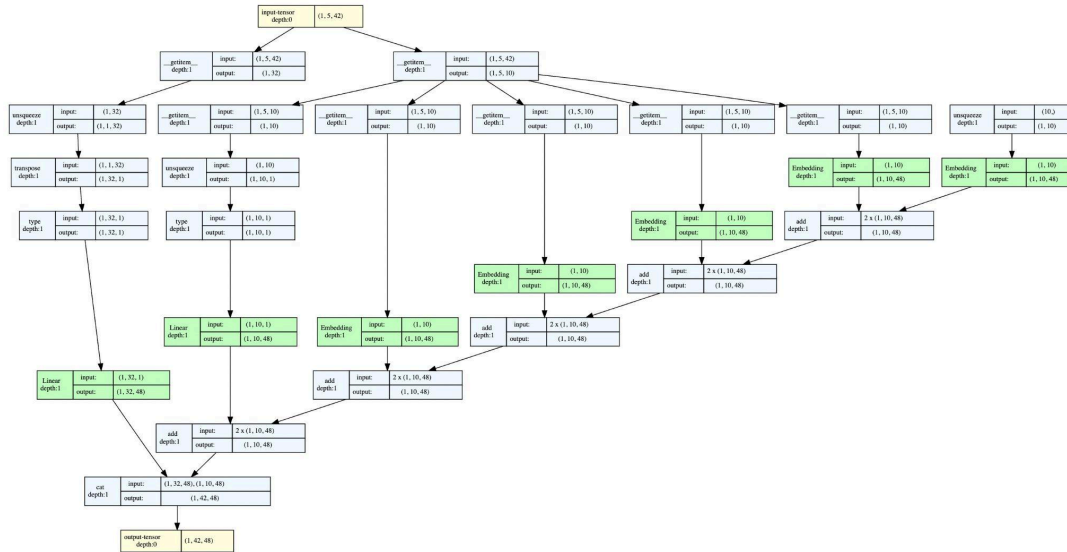 input-tensor
depth:0
(1, 5, 42)
__getitem__
depth:1
input:
(1, 5, 42)
output:
(1, 32)
__getitem__
depth:1
input:
(1, 5, 42)
output:
(1, 5, 10)
unsqueeze
depth:1
input:
(1, 32)
output:
(1, 1, 32)
__getitem__
depth:1
input:
(1, 5, 10)
output:
(1, 10)
__getitem__
depth:1
input:
(1, 5, 10)
output:
(1, 10)
__getitem__
depth:1
input:
(1, 5, 10)
output:
(1, 10)
__getitem__
depth:1
input:
(1, 5, 10)
output:
(1, 10)
__getitem__
depth:1
input:
(1, 5, 10)
output:
(1, 10)
unsqueeze
depth:1
input:
(10,)
output:
(1, 10)
transpose
depth:1
input:
(1, 1, 32)
output:
(1, 32, 1)
unsqueeze
depth:1
input:
(1, 10)
output:
(1, 10, 1)
Embedding
depth:1
input:
(1, 10)
output:
(1, 10, 48)
Embedding
depth:1
input:
(1, 10)
output:
(1, 10, 48)
type
depth:1
input:
(1, 32, 1)
output:
(1, 32, 1)
type
depth:1
input:
(1, 10, 1)
output:
(1, 10, 1)
Embedding
depth:1
input:
(1, 10)
output:
(1, 10, 48)
add
depth:1
input:
2 x (1, 10, 48)
output:
(1, 10, 48)
Embedding
depth:1
input:
(1, 10)
output:
(1, 10, 48)
add
depth:1
input:
2 x (1, 10, 48)
output:
(1, 10, 48)
Linear
depth:1
input:
(1, 10, 1)
output:
(1, 10, 48)
Embedding
depth:1
input:
(1, 10)
output:
(1, 10, 48)
add
depth:1
input:
2 x (1, 10, 48)
output:
(1, 10, 48)
Linear
depth:1
input:
(1, 32, 1)
output:
(1, 32, 48)
add
depth:1
input:
2 x (1, 10, 48)
output:
(1, 10, 48)
add
depth:1
input:
2 x (1, 10, 48)
output:
(1, 10, 48)
cat
depth:1
input:
(1, 32, 48), (1, 10, 48)
output:
(1, 42, 48)
output-tensor
depth:0
(1, 42, 48)